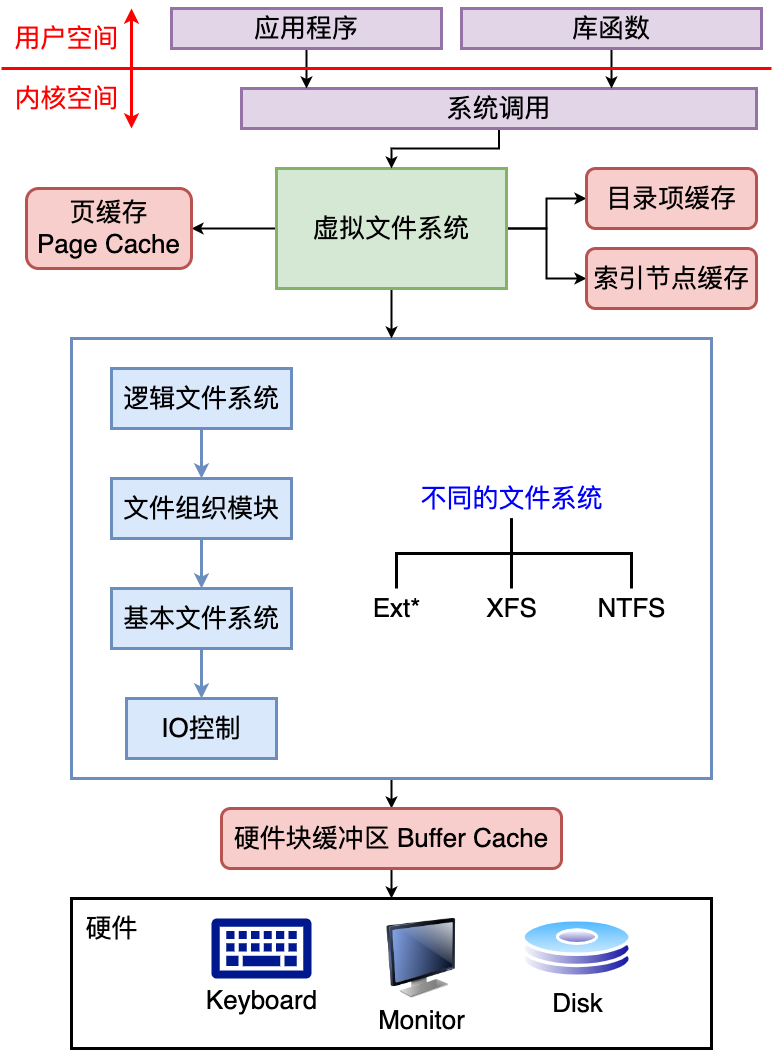 用户空间
应用程序
库函数
内核空间
系统调用
页缓存
Page Cache
虚拟文件系统
目录项缓存
索引节点缓存
逻辑文件系统
文件组织模块
基本文件系统
IO控制
不同的文件系统
Ext*
XFS
NTFS
硬件块缓冲区 Buffer Cache
硬件
Keyboard
Monitor
Disk